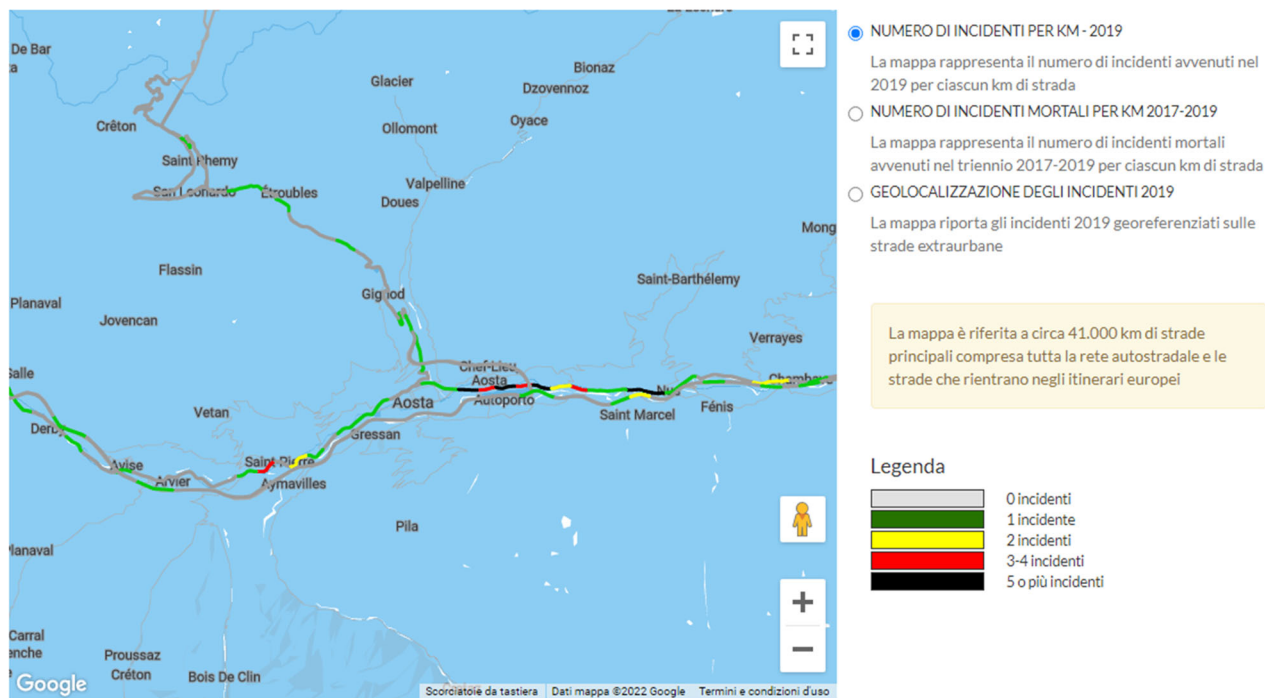 De Bar
Bionaz
Glacier
Dzovennoz
Oyace
Crêton
Ollomont
Saint Rhemy
Valpelline
San Leonardo
Étroubles
Doues
Mong
Flassin
Saint-Barthélemy
Planaval
Gignod
Jovencan
Verrayes
Chef-Lieu
Aosta
Chambave
Nus
Aosta
Autoporto
Fénis
Vetan
Saint Marcel
Derby
Gressan
Avise
Saint Pierre
Arvier
Aymavilles
Pila
Planaval
Carral
Proussaz
Créton
Bois De Clin
Google
Scorciatoie da tastiera
Dati mappa ©2022 Google
Termini e condizioni d'uso
NUMERO DI INCIDENTI PER KM - 2019
La mappa rappresenta il numero di incidenti avvenuti nel
2019 per ciascun km di strada
NUMERO DI INCIDENTI MORTALI PER KM 2017-2019
La mappa rappresenta il numero di incidenti mortali
avvenuti nel triennio 2017-2019 per ciascun km di strada
GEOLOCALIZZAZIONE DEGLI INCIDENTI 2019
La mappa riporta gli incidenti 2019 georeferenziati sulle
strade extraurbane
La mappa è riferita a circa 41.000 km di strade
principali compresa tutta la rete autostradale e le
strade che rientrano negli itinerari europei
Legenda
0 incidenti
1 incidente
2 incidenti
3-4 incidenti
5 o più incidenti